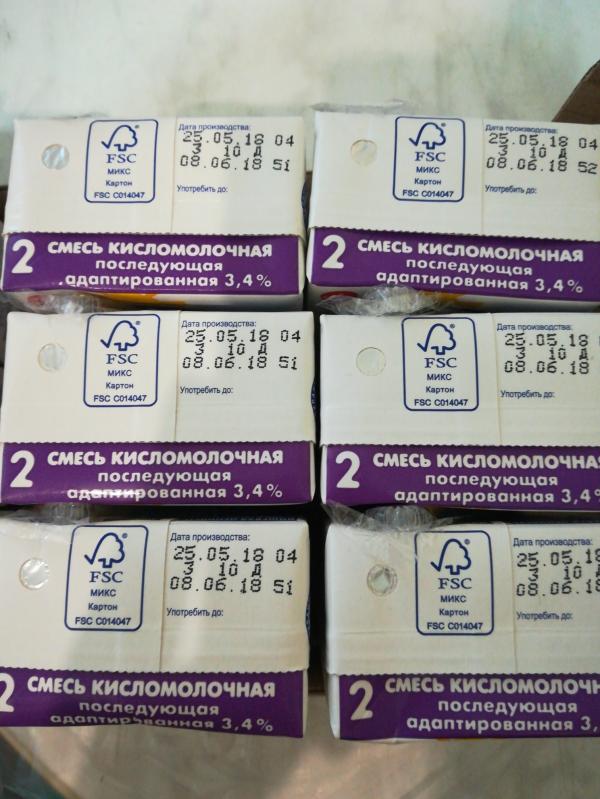 FSC
МИКС
Картон
FSC C014047
Дата производства:
25.05.18 04
3 10 А
08.06.18 51
Употребить до:
2 СМЕСЬ КИСЛОМОЛОЧНАЯ
последующая
адаптированная 3,4%
FSC
МИКС
Картон
FSC C014047
Дата производства:
25.05.18 04
3 10 А
08.06.18 52
Употребить до:
2 СМЕСЬ КИСЛОМОЛОЧНАЯ
последующая
адаптированная 3,4%
FSC
МИКС
Картон
FSC C014047
Дата производства:
25.05.18 04
3 10 А
08.06.18 51
Употребить до:
2 СМЕСЬ КИСЛОМОЛОЧНАЯ
последующая
адаптированная 3,4%
FSC
МИКС
Картон
FSC C014047
Дата производства:
25.05.18
3 10 А
08.06.18
Употребить до:
2 СМЕСЬ КИСЛОМОЛОЧНАЯ
последующая
адаптированная 3,4%
FSC
МИКС
Картон
FSC C014047
Дата производства:
25.05.18 04
3 10 А
08.06.18 51
Употребить до:
2 СМЕСЬ КИСЛОМОЛОЧНАЯ
последующая
адаптированная 3,4%
FSC
МИКС
Картон
FSC C014047
Дата производства:
25.05.18
3 10 А
08.06.18
Употребить до:
2 СМЕСЬ КИСЛОМОЛОЧН
последующая
адаптированная 3,